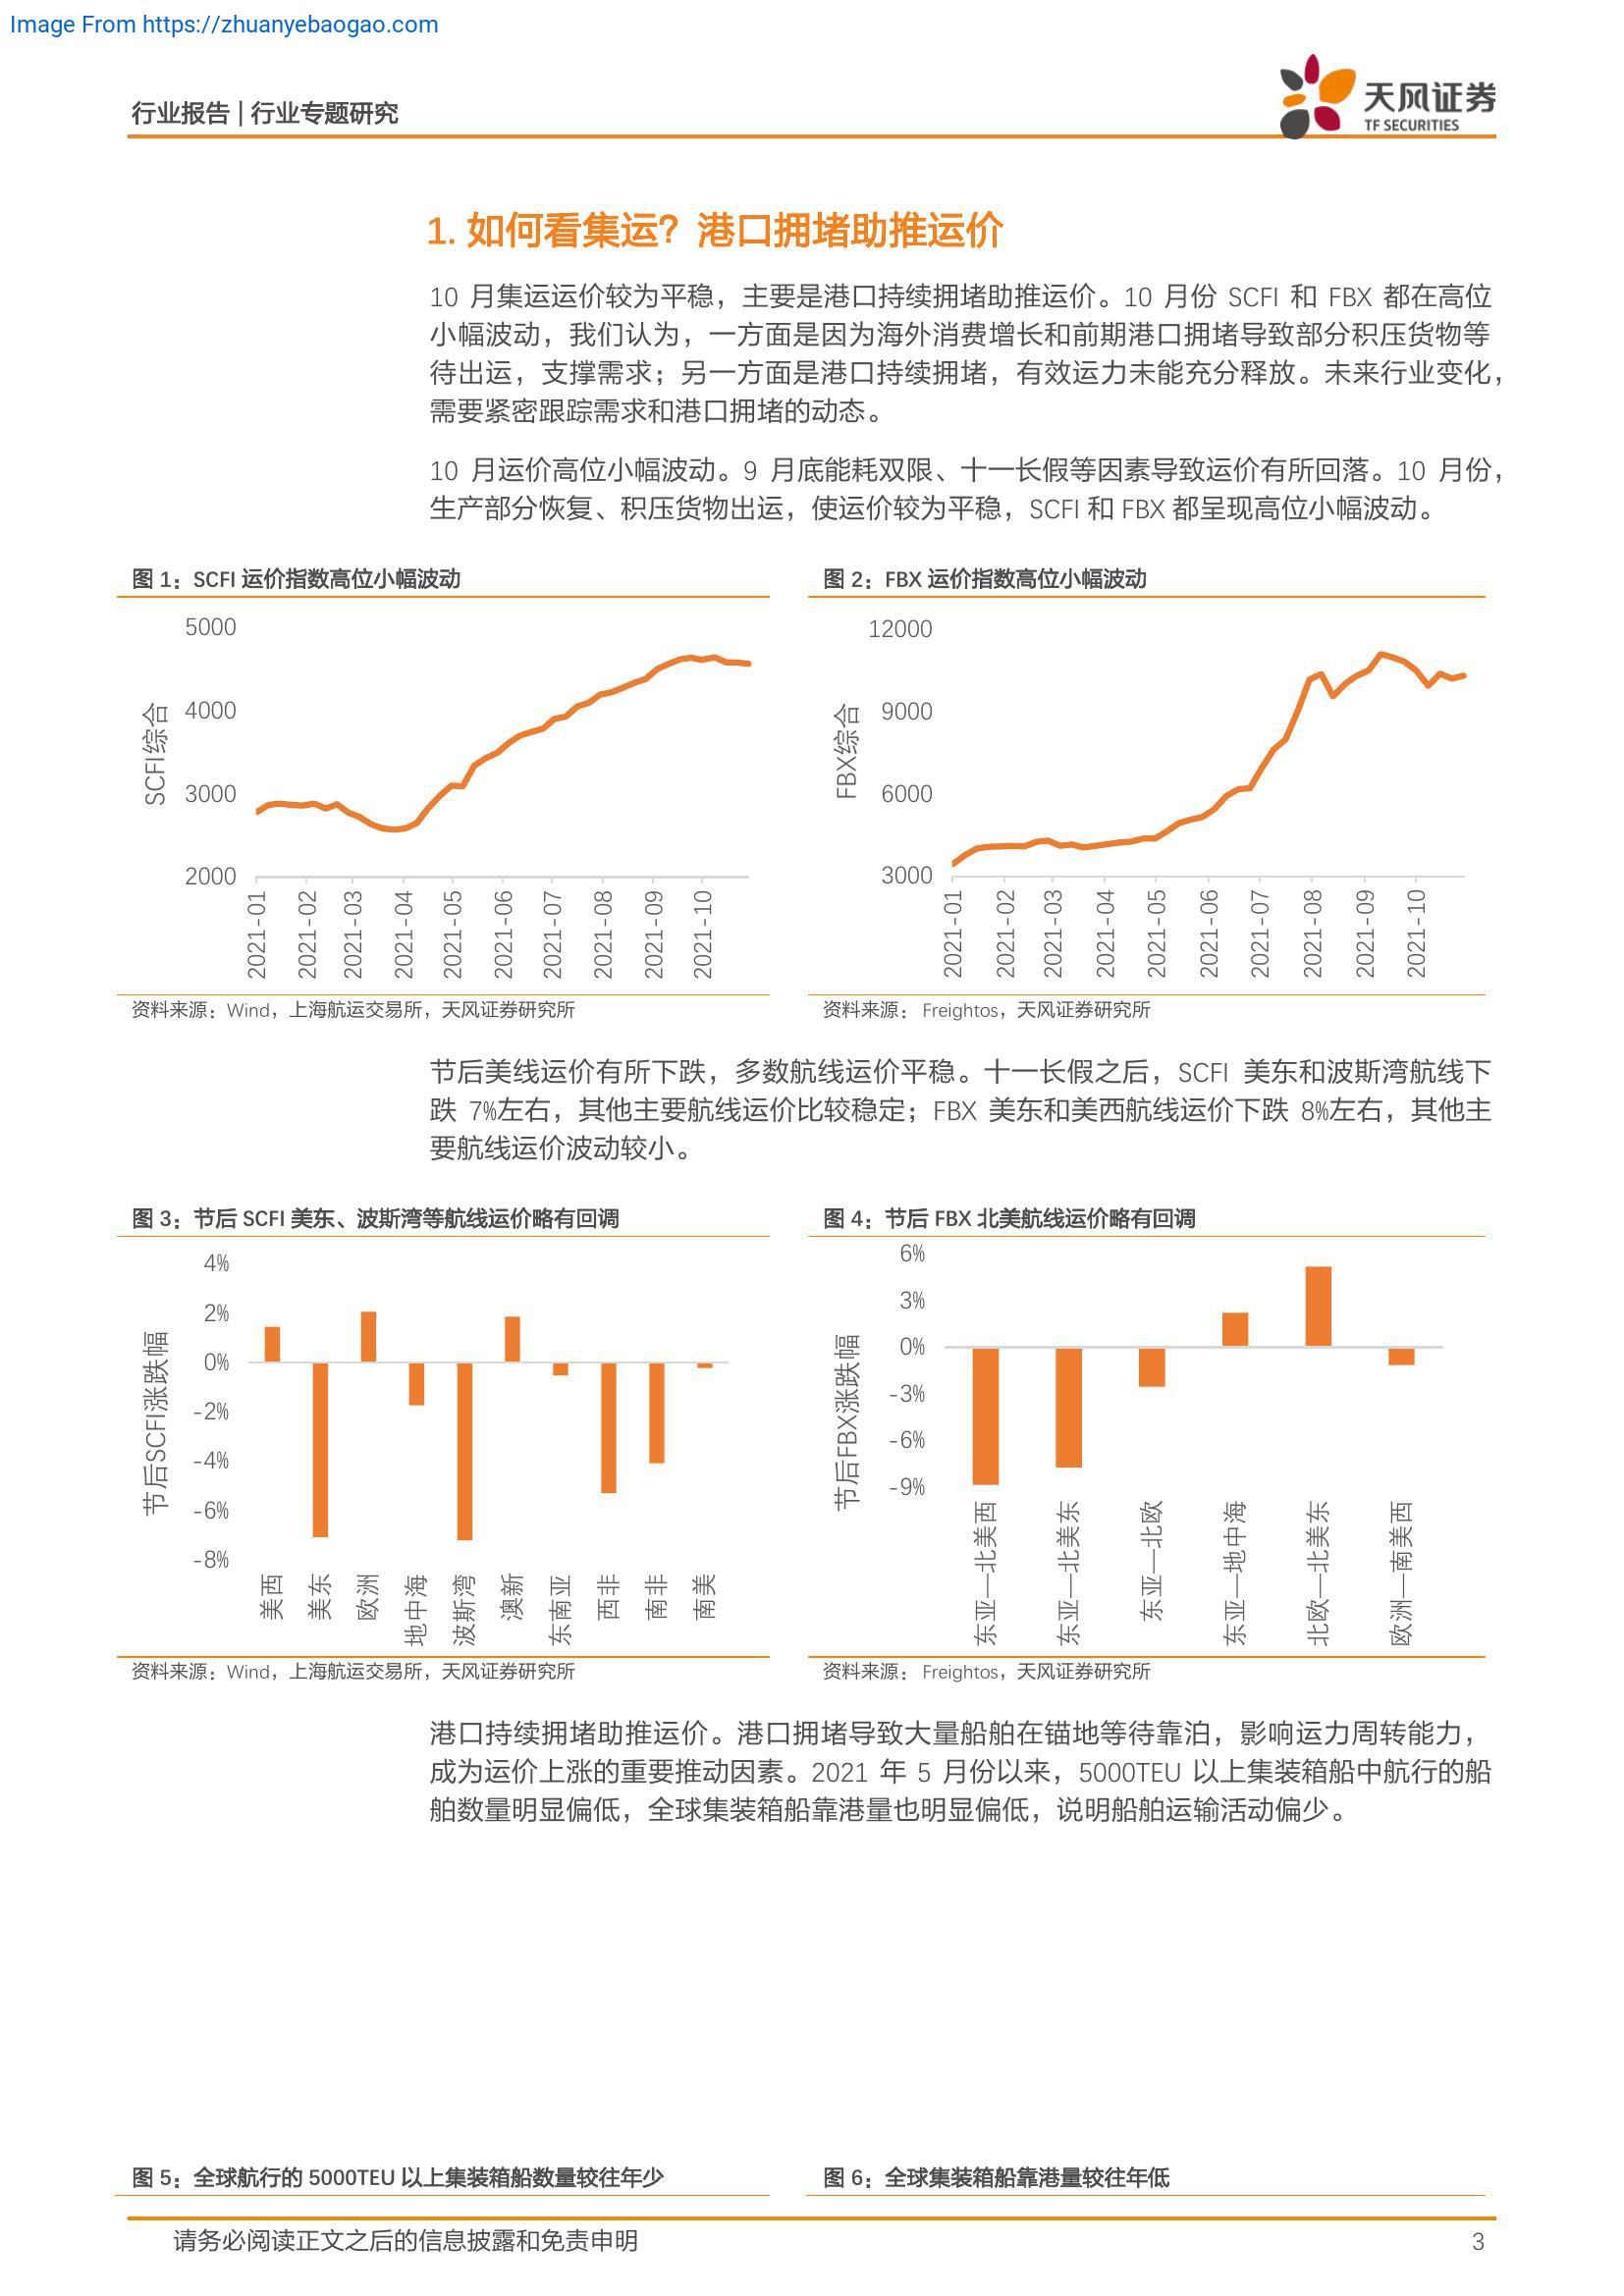 Image From https://zhuanyebaogao.com
行业报告 | 行业专题研究
天风证券
TF SECURITIES
1. 如何看集运？港口拥堵助推运价
10 月集运运价较为平稳，主要是港口持续拥堵助推运价。10 月份 SCFI 和 FBX 都在高位
小幅波动，我们认为，一方面是因为海外消费增长和前期港口拥堵导致部分积压货物等
待出运，支撑需求；另一方面是港口持续拥堵，有效运力未能充分释放。未来行业变化，
需要紧密跟踪需求和港口拥堵的动态。
10 月运价高位小幅波动。9 月底能耗双限、十一长假等因素导致运价有所回落。10 月份，
生产部分恢复、积压货物出运，使运价较为平稳，SCFI 和 FBX 都呈现高位小幅波动。
图 1：SCFI 运价指数高位小幅波动
5000
4000
3000
2000
SCFI综合
2021-01
2021-02
2021-03
2021-04
2021-05
2021-06
2021-07
2021-08
2021-09
2021-10
资料来源：Wind，上海航运交易所，天风证券研究所
图 2：FBX 运价指数高位小幅波动
12000
9000
6000
3000
FBX综合
2021-01
2021-02
2021-03
2021-04
2021-05
2021-06
2021-07
2021-08
2021-09
2021-10
资料来源：Freightos，天风证券研究所
节后美线运价有所下跌，多数航线运价平稳。十一长假之后，SCFI 美东和波斯湾航线下
跌 7%左右，其他主要航线运价比较稳定；FBX 美东和美西航线运价下跌 8%左右，其他主
要航线运价波动较小。
图 3：节后 SCFI 美东、波斯湾等航线运价略有回调
4%
2%
0%
-2%
-4%
-6%
-8%
节后SCFI涨跌幅
美西
美东
欧洲
地中海
波斯湾
澳新
东南亚
西非
南非
南美
资料来源：Wind，上海航运交易所，天风证券研究所
图 4：节后 FBX 北美航线运价略有回调
6%
3%
0%
-3%
-6%
-9%
节后FBX涨跌幅
东亚—北美西
东亚—北美东
东亚—北欧
东亚—地中海
北欧—北美东
欧洲—南美西
资料来源：Freightos，天风证券研究所
港口持续拥堵助推运价。港口拥堵导致大量船舶在锚地等待靠泊，影响运力周转能力，
成为运价上涨的重要推动因素。2021 年 5 月份以来，5000TEU 以上集装箱船中航行的船
舶数量明显偏低，全球集装箱船靠港量也明显偏低，说明船舶运输活动偏少。
图 5：全球航行的 5000TEU 以上集装箱船数量较往年少
图 6：全球集装箱船靠港量较往年低
请务必阅读正文之后的信息披露和免责申明
3